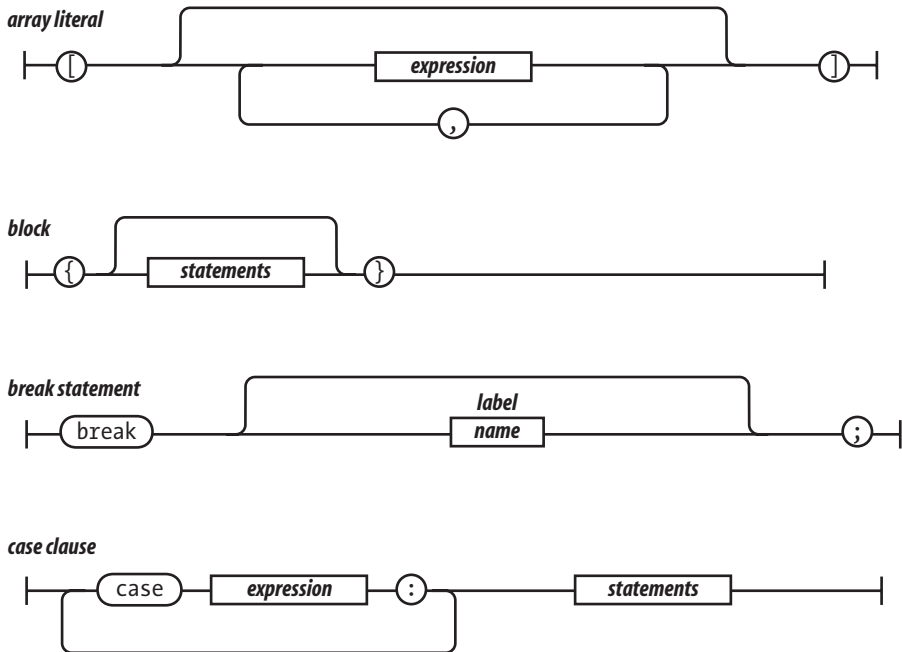 array literal
[ expression ]
,
block
{ statements }
break statement
label
break name ;
case clause
case expression : statements